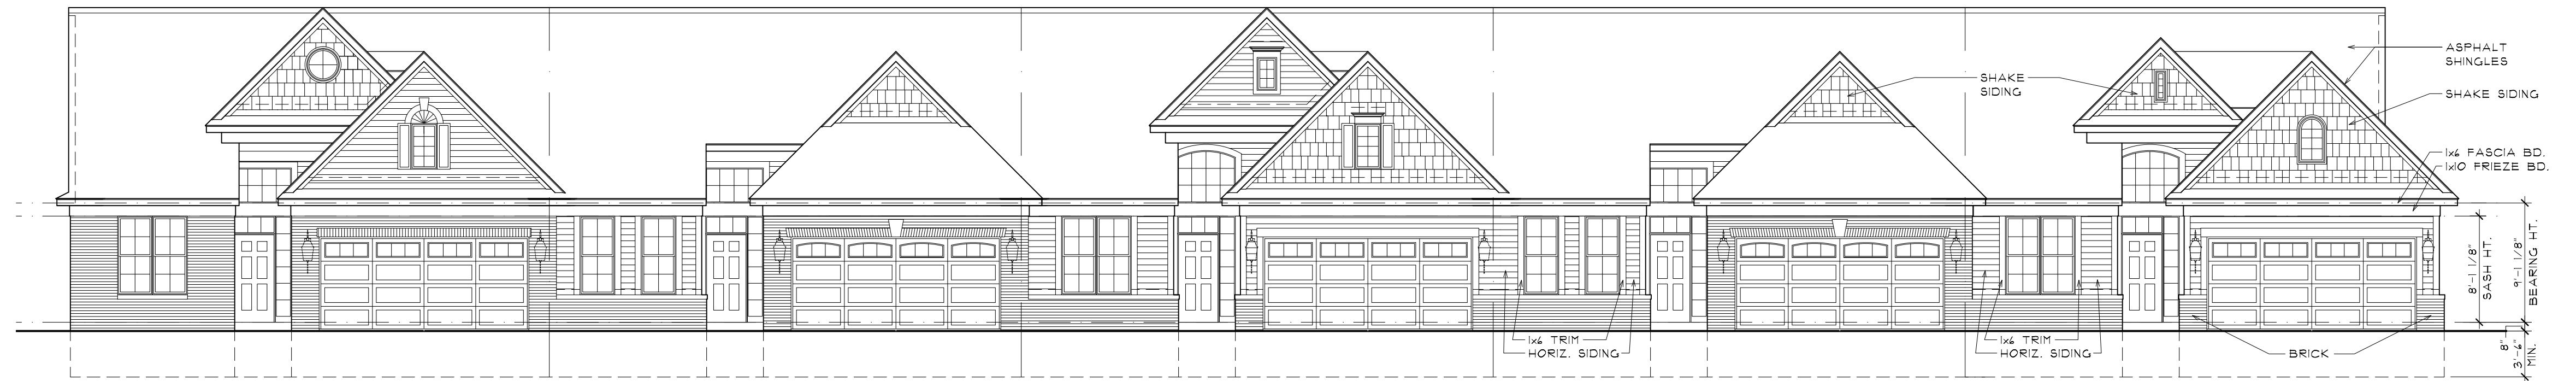 ASPHALT
SHINGLES
SHAKE
SIDING
SHAKE SIDING
1x6 FASCIA BD.
1x10 FRIEZE BD.
8'-1 1/8"
SASH HT.
9'-1 1/8"
BEARING HT.
1x6 TRIM
HORIZ. SIDING
1x6 TRIM
HORIZ. SIDING
BRICK
8"
3'-6"
MIN.